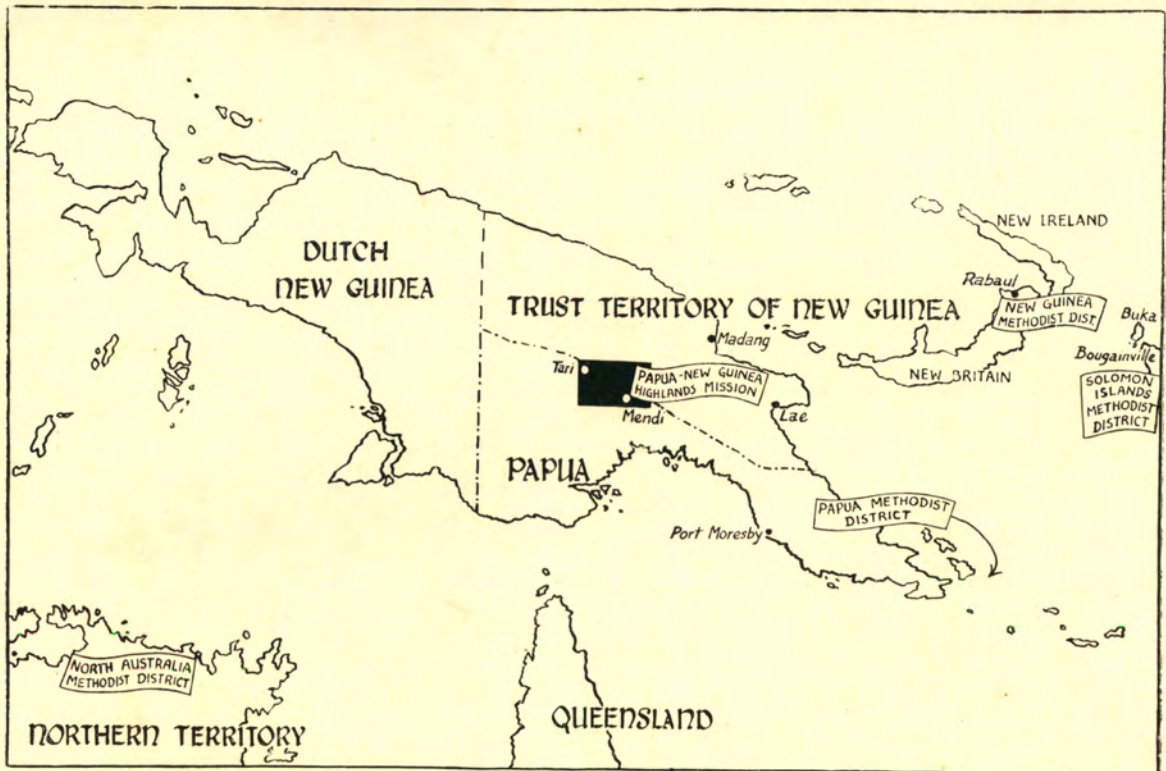 NEW IRELAND
DUTCH
NEW GUINEA
Rabaul
TRUST TERRITORY OF NEW GUINEA
NEW GUINEA
METHODIST DIST.
Buka
Madang
Bougainville
Tari
PAPUA-NEW GUINEA
HIGHLANDS MISSION
NEW BRITAIN
SOLOMON
ISLANDS
METHODIST
DISTRICT
Mendi
Lae
PAPUA
PAPUA METHODIST
DISTRICT
Port Moresby
NORTH AUSTRALIA
METHODIST DISTRICT
NORTHERN TERRITORY
QUEENSLAND